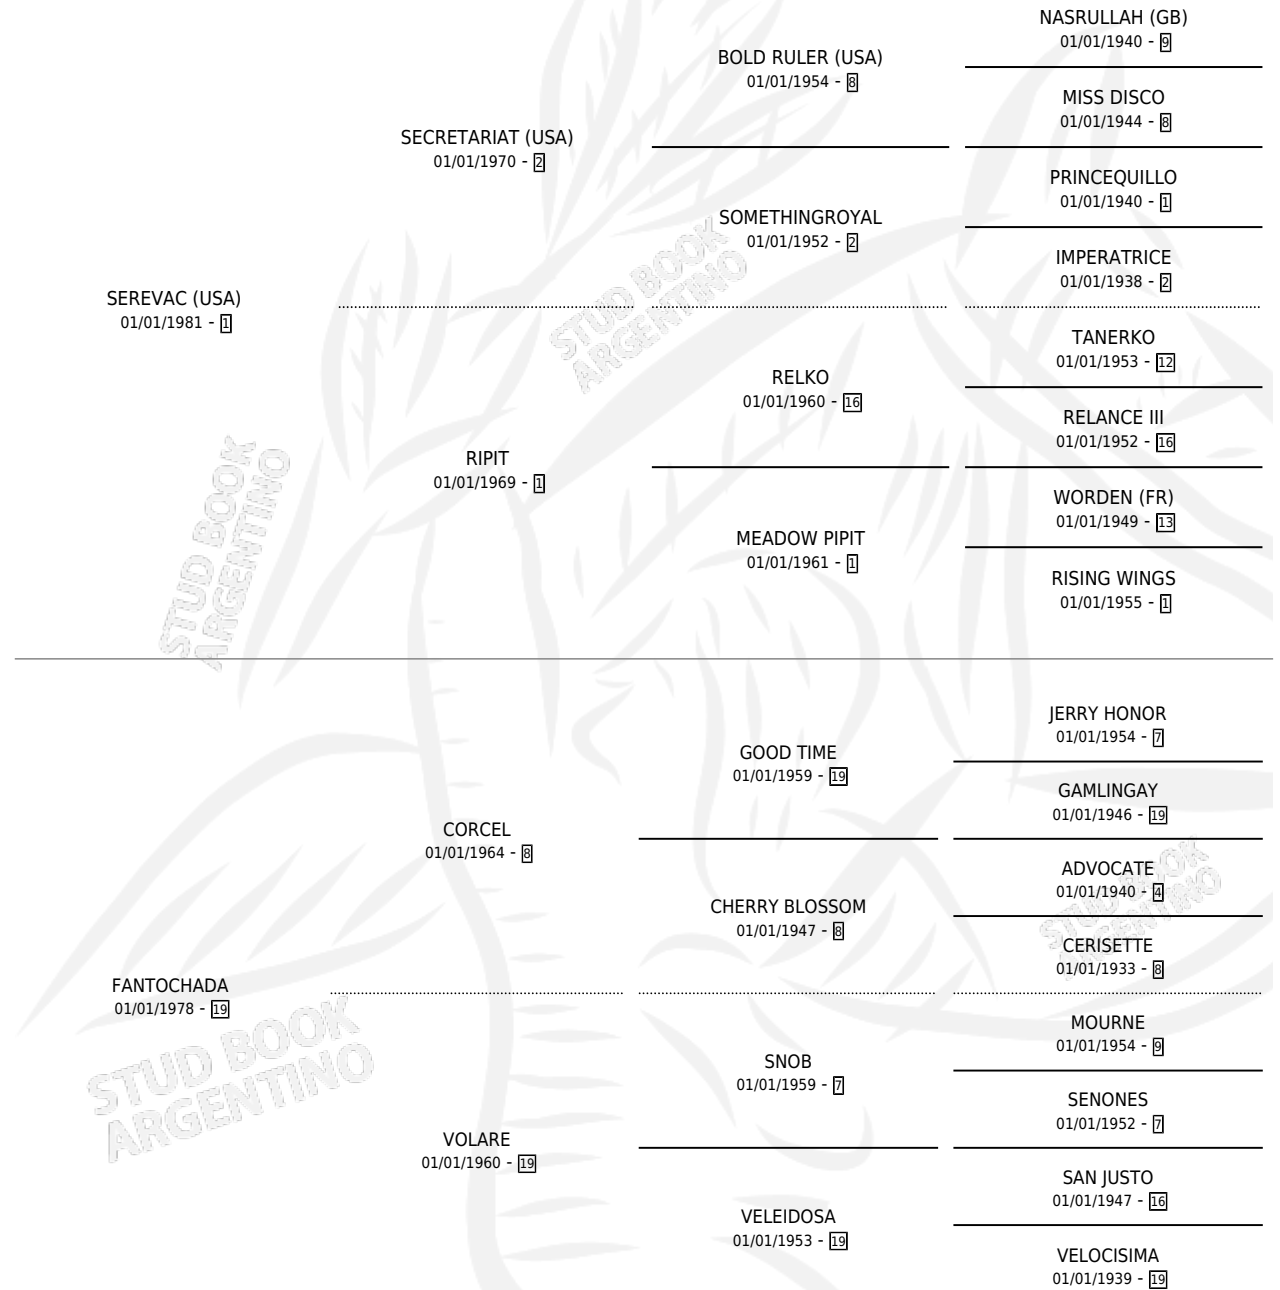 NASRULLAH (GB)
01/01/1940 - 9
BOLD RULER (USA)
01/01/1954 - 8
MISS DISCO
01/01/1944 - 8
SECRETARIAT (USA)
01/01/1970 - 2
PRINCEQUILLO
01/01/1940 - 1
SOMETHINGROYAL
01/01/1952 - 2
IMPERATRICE
01/01/1938 - 2
SEREVAC (USA)
01/01/1981 - 1
STUD BOOK
ARGENTINO
TANERKO
01/01/1953 - 12
RELKO
01/01/1960 - 16
RELANCE III
01/01/1952 - 16
RIPIT
01/01/1969 - 1
WORDEN (FR)
01/01/1949 - 13
MEADOW PIPIT
01/01/1961 - 1
RISING WINGS
01/01/1955 - 1
STUD BOOK
ARGENTINO
JERRY HONOR
01/01/1954 - 7
GOOD TIME
01/01/1959 - 19
GAMLINGAY
01/01/1946 - 19
CORCEL
01/01/1964 - 8
ADVOCATE
01/01/1940 - 4
CHERRY BLOSSOM
01/01/1947 - 8
CERISETTE
01/01/1933 - 8
STUD BOOK
ARGENTINO
FANTOCHADA
01/01/1978 - 19
MOURNE
01/01/1954 - 9
SNOB
01/01/1959 - 7
SENONES
01/01/1952 - 7
STUD BOOK
ARGENTINO
VOLARE
01/01/1960 - 19
SAN JUSTO
01/01/1947 - 16
VELEIDOSA
01/01/1953 - 19
VELOCISIMA
01/01/1939 - 19